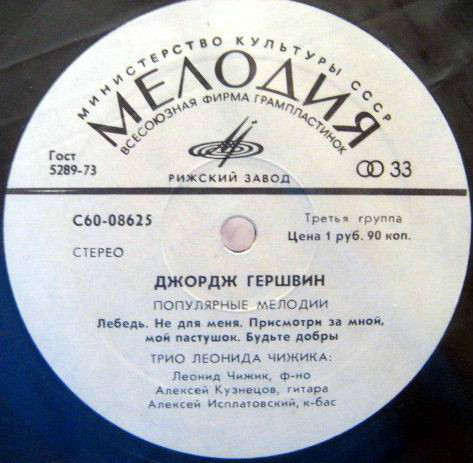 МИНИСТЕРСТВО КУЛЬТУРЫ СССР
МЕЛОДИЯ
ВСЕСОЮЗНАЯ ФИРМА ГРАМПЛАСТИНОК
Гост
5289-73
РИЖСКИЙ ЗАВОД
33
С60-08625
Третья группа
Цена 1 руб. 90 коп.
СТЕРЕО
ДЖОРДЖ ГЕРШВИН
ПОПУЛЯРНЫЕ МЕЛОДИИ
Лебедь. Не для меня. Присмотри за мной,
мой пастушок. Будьте добры
ТРИО ЛЕОНИДА ЧИЖИКА:
Леонид Чижик, ф-но
Алексей Кузнецов, гитара
Алексей Исплатовский, к-бас